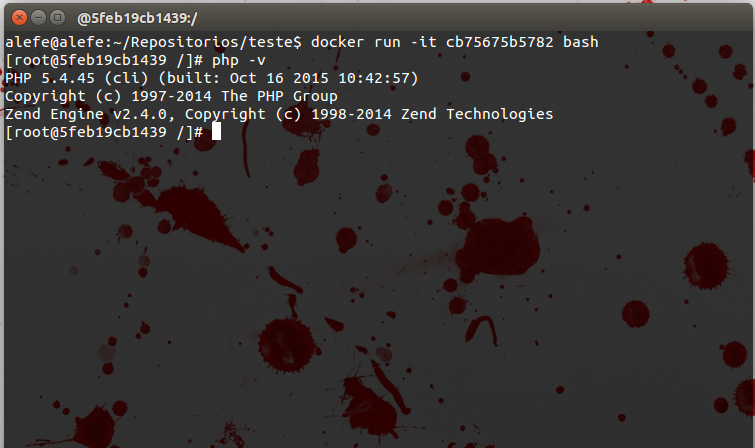 @5feb19cb1439:/
alefe@alefe:~/Repositorios/teste$ docker run -it cb75675b5782 bash
[root@5feb19cb1439 /]# php -v
PHP 5.4.45 (cli) (built: Oct 16 2015 10:42:57)
Copyright (c) 1997-2014 The PHP Group
Zend Engine v2.4.0, Copyright (c) 1998-2014 Zend Technologies
[root@5feb19cb1439 /]#